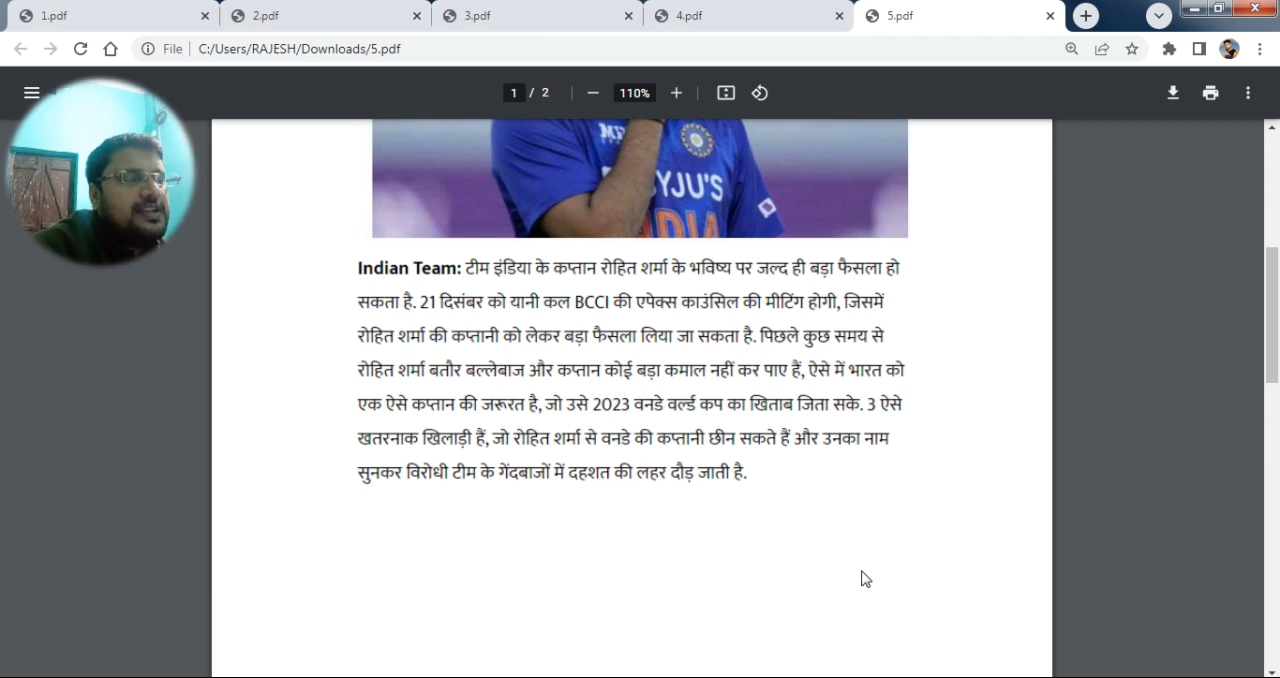 1.pdf
2.pdf
3.pdf
4.pdf
5.pdf
File
C:/Users/RAJESH/Downloads/5.pdf
1 / 2
110%
YJU'S
Indian Team: टीम इंडिया के कप्तान रोहित शर्मा के भविष्य पर जल्द ही बड़ा फैसला हो
सकता है. 21 दिसंबर को यानी कल BCCI की एपेक्स काउंसिल की मीटिंग होगी, जिसमें
रोहित शर्मा की कप्तानी को लेकर बड़ा फैसला लिया जा सकता है. पिछले कुछ समय से
रोहित शर्मा बतौर बल्लेबाज और कप्तान कोई बड़ा कमाल नहीं कर पाए हैं, ऐसे में भारत को
एक ऐसे कप्तान की जरूरत है, जो उसे 2023 वनडे वर्ल्ड कप का खिताब जिता सके. 3 ऐसे
खतरनाक खिलाड़ी हैं, जो रोहित शर्मा से वनडे की कप्तानी छीन सकते हैं और उनका नाम
सुनकर विरोधी टीम के गेंदबाजों में दहशत की लहर दौड़ जाती है.